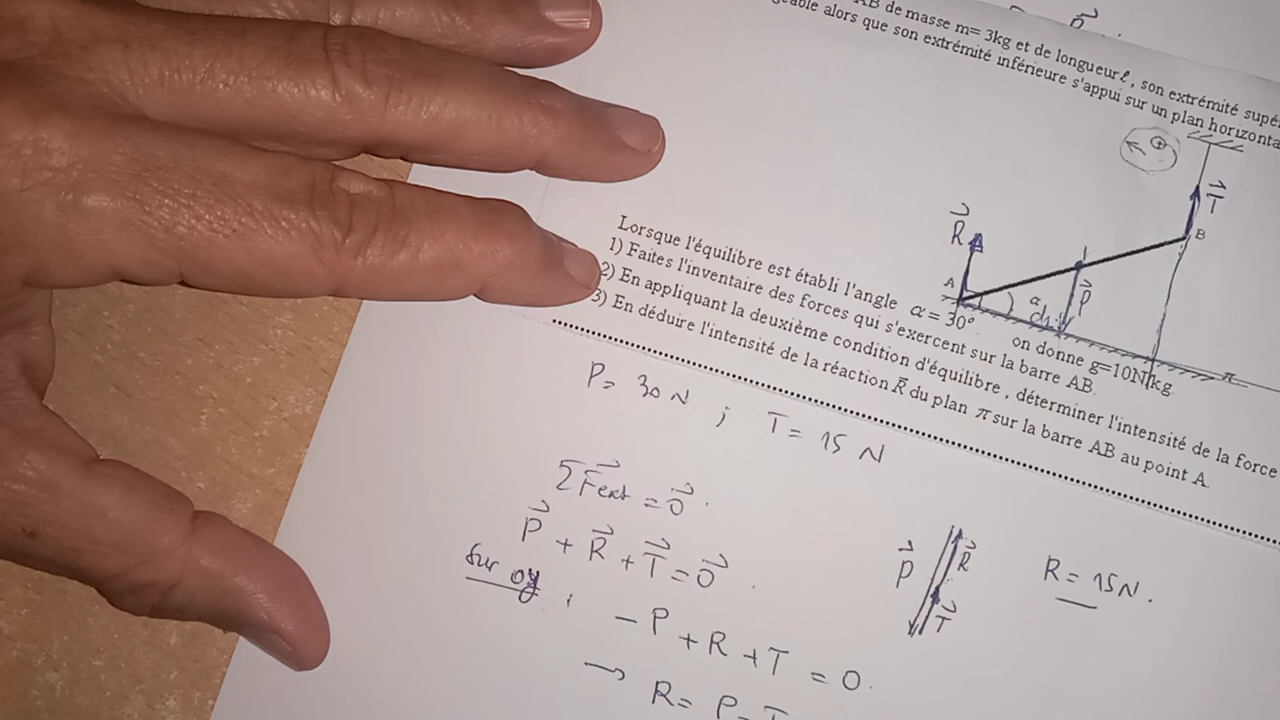 AB de masse m= 3kg et de longueur ℓ, son extrémité supé
geable alors que son extrémité inférieure s'appui sur un plan horizonta
T
B
R
A
α
P
d1
π
Lorsque l'équilibre est établi l'angle α = 30° on donne g=10N/kg
1) Faites l'inventaire des forces qui s'exercent sur la barre AB.
2) En appliquant la deuxième condition d'équilibre, déterminer l'intensité de la force
3) En déduire l'intensité de la réaction R⃗ du plan π sur la barre AB au point A.
P= 30 N ; T = 15 N
ΣF⃗ext = 0⃗.
P⃗ + R⃗ + T⃗ = 0⃗.
sur oy : - P + R + T = 0.
→ R = P - T
P⃗ R⃗ T⃗
R = 15N.